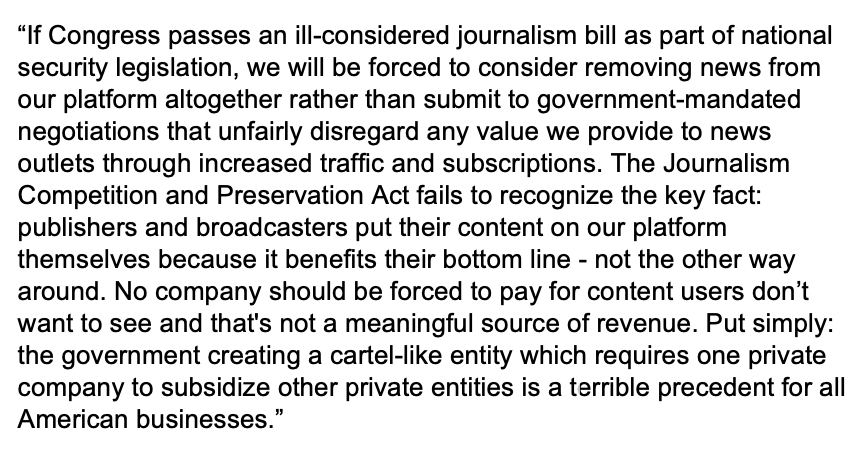 “If Congress passes an ill-considered journalism bill as part of national
security legislation, we will be forced to consider removing news from
our platform altogether rather than submit to government-mandated
negotiations that unfairly disregard any value we provide to news
outlets through increased traffic and subscriptions. The Journalism
Competition and Preservation Act fails to recognize the key fact:
publishers and broadcasters put their content on our platform
themselves because it benefits their bottom line - not the other way
around. No company should be forced to pay for content users don’t
want to see and that's not a meaningful source of revenue. Put simply:
the government creating a cartel-like entity which requires one private
company to subsidize other private entities is a terrible precedent for all
American businesses.”